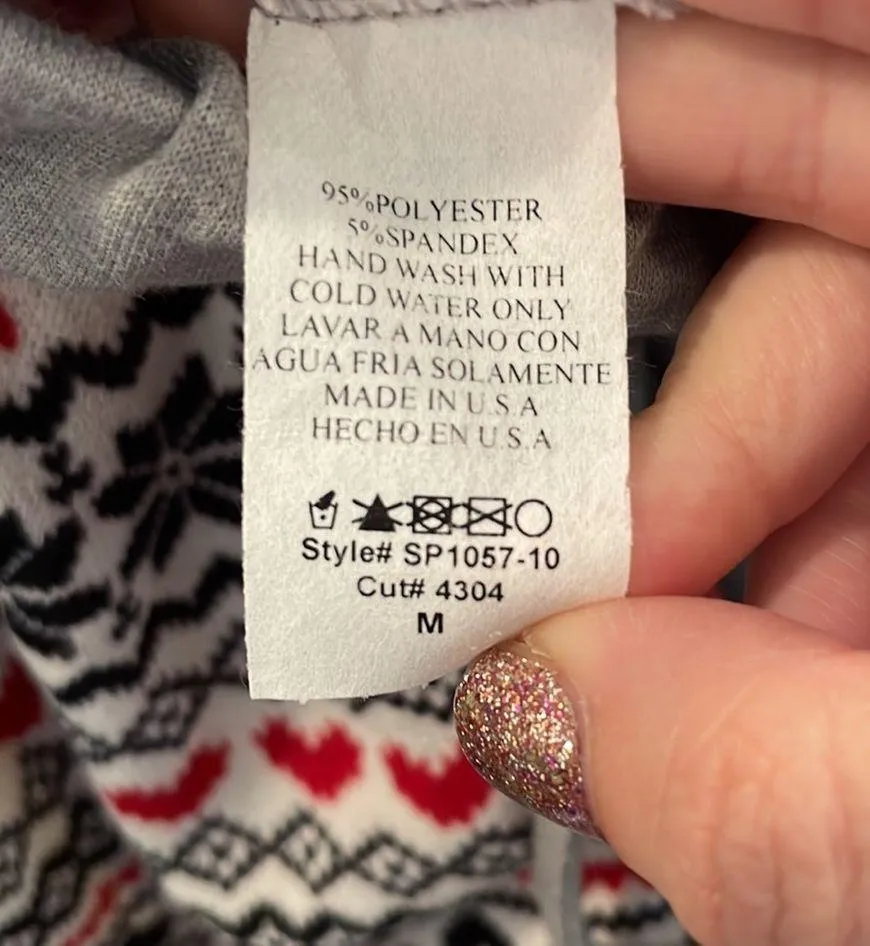 95%POLYESTER
5%SPANDEX
HAND WASH WITH
COLD WATER ONLY
LAVAR A MANO CON
AGUA FRIA SOLAMENTE
MADE IN U.S.A
HECHO EN U.S.A
Style# SP1057-10
Cut# 4304
M